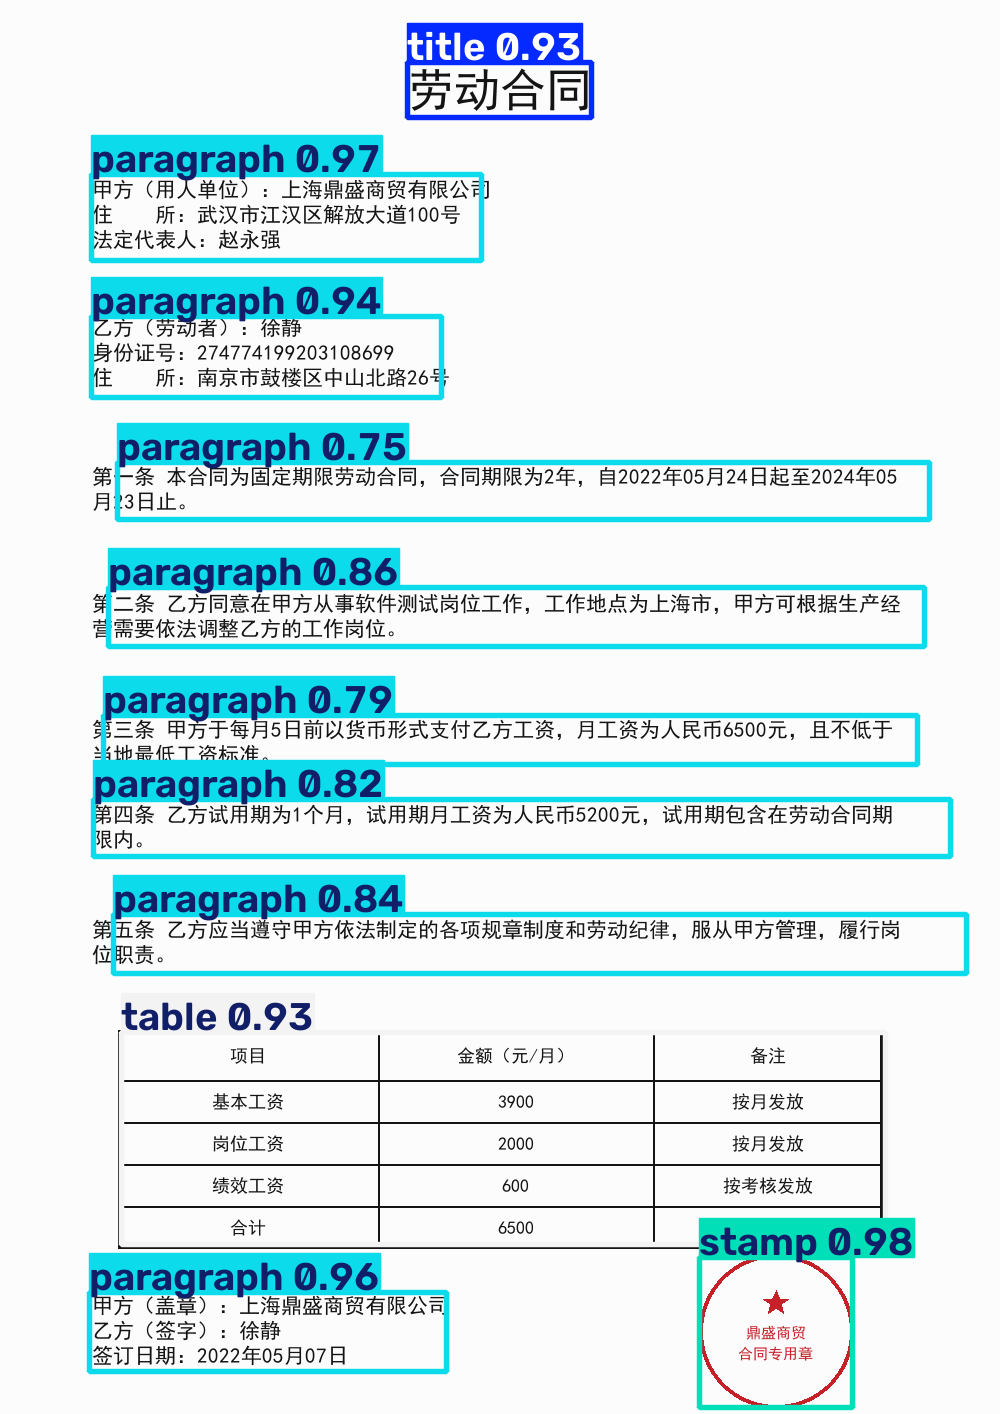 title 0.93
劳动合同
paragraph 0.97
甲方（用人单位）：上海鼎盛商贸有限公司
住　　所：武汉市江汉区解放大道100号
法定代表人：赵永强
paragraph 0.94
乙方（劳动者）：徐静
身份证号：274774199203108699
住　　所：南京市鼓楼区中山北路26号
paragraph 0.75
第一条 本合同为固定期限劳动合同，合同期限为2年，自2022年05月24日起至2024年05
月23日止。
paragraph 0.86
第二条 乙方同意在甲方从事软件测试岗位工作，工作地点为上海市，甲方可根据生产经
营需要依法调整乙方的工作岗位。
paragraph 0.79
第三条 甲方于每月5日前以货币形式支付乙方工资，月工资为人民币6500元，且不低于
当地最低工资标准。
paragraph 0.82
第四条 乙方试用期为1个月，试用期月工资为人民币5200元，试用期包含在劳动合同期
限内。
paragraph 0.84
第五条 乙方应当遵守甲方依法制定的各项规章制度和劳动纪律，服从甲方管理，履行岗
位职责。
table 0.93
项目 金额（元/月） 备注
基本工资 3900 按月发放
岗位工资 2000 按月发放
绩效工资 600 按考核发放
合计 6500
stamp 0.98
paragraph 0.96
甲方（盖章）：上海鼎盛商贸有限公司
乙方（签字）：徐静
签订日期：2022年05月07日
鼎盛商贸
合同专用章